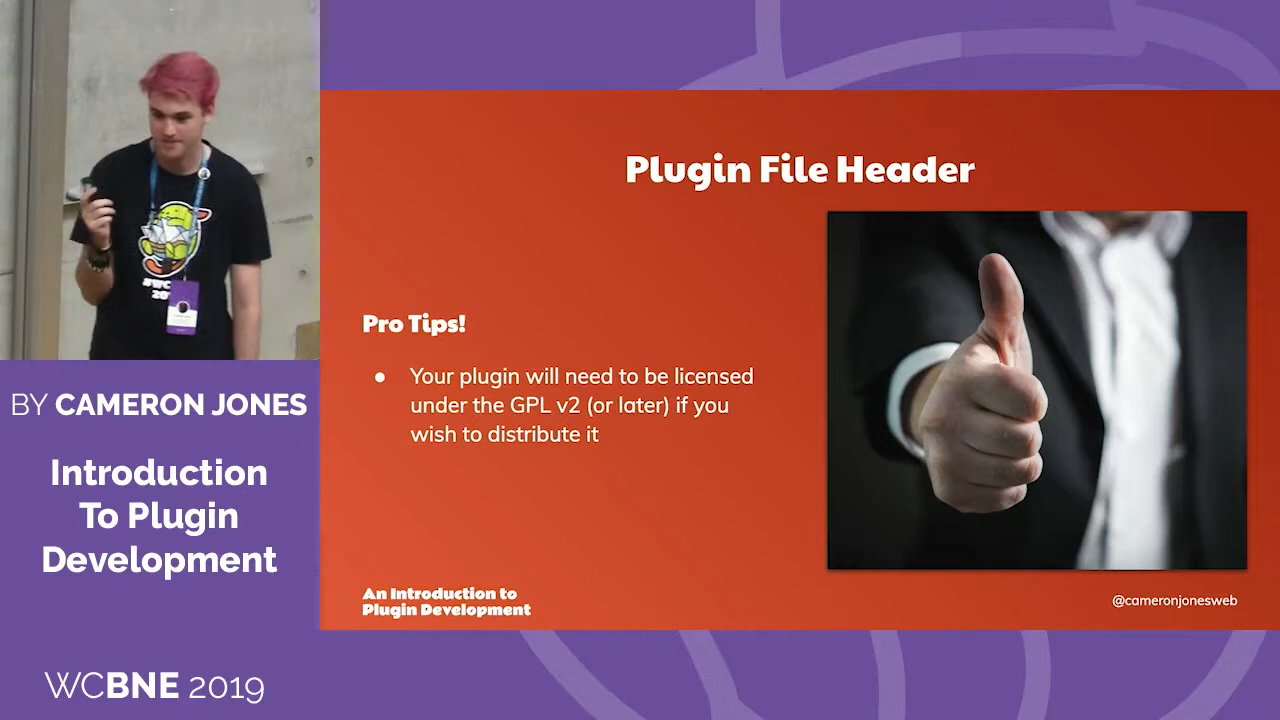 BY CAMERON JONES
Introduction
To Plugin
Development
WCBNE 2019
Plugin File Header
Pro Tips!
● Your plugin will need to be licensed
under the GPL v2 (or later) if you
wish to distribute it
An Introduction to
Plugin Development
@cameronjonesweb